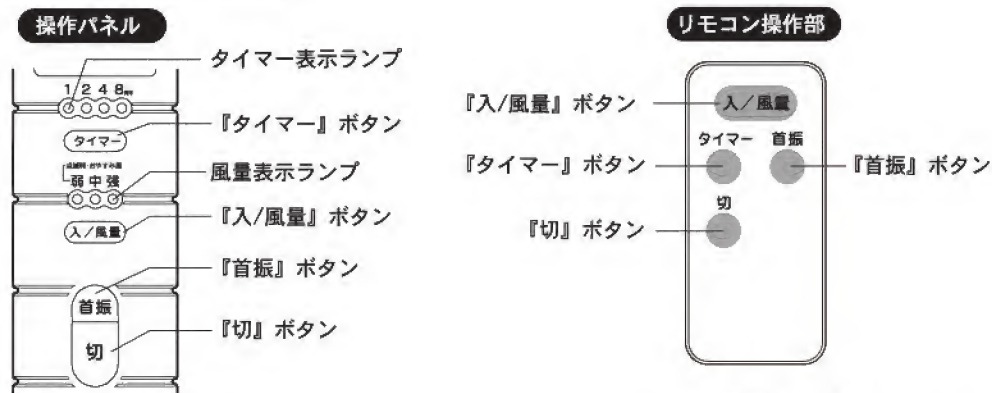 操作パネル
1 2 4 8時間
タイマー
弱 中 強
入／風量
首振
切
タイマー表示ランプ
『タイマー』ボタン
風量表示ランプ
『入/風量』ボタン
『首振』ボタン
『切』ボタン
リモコン操作部
入／風量
タイマー 首振
切
『入/風量』ボタン
『タイマー』ボタン
『切』ボタン
『首振』ボタン